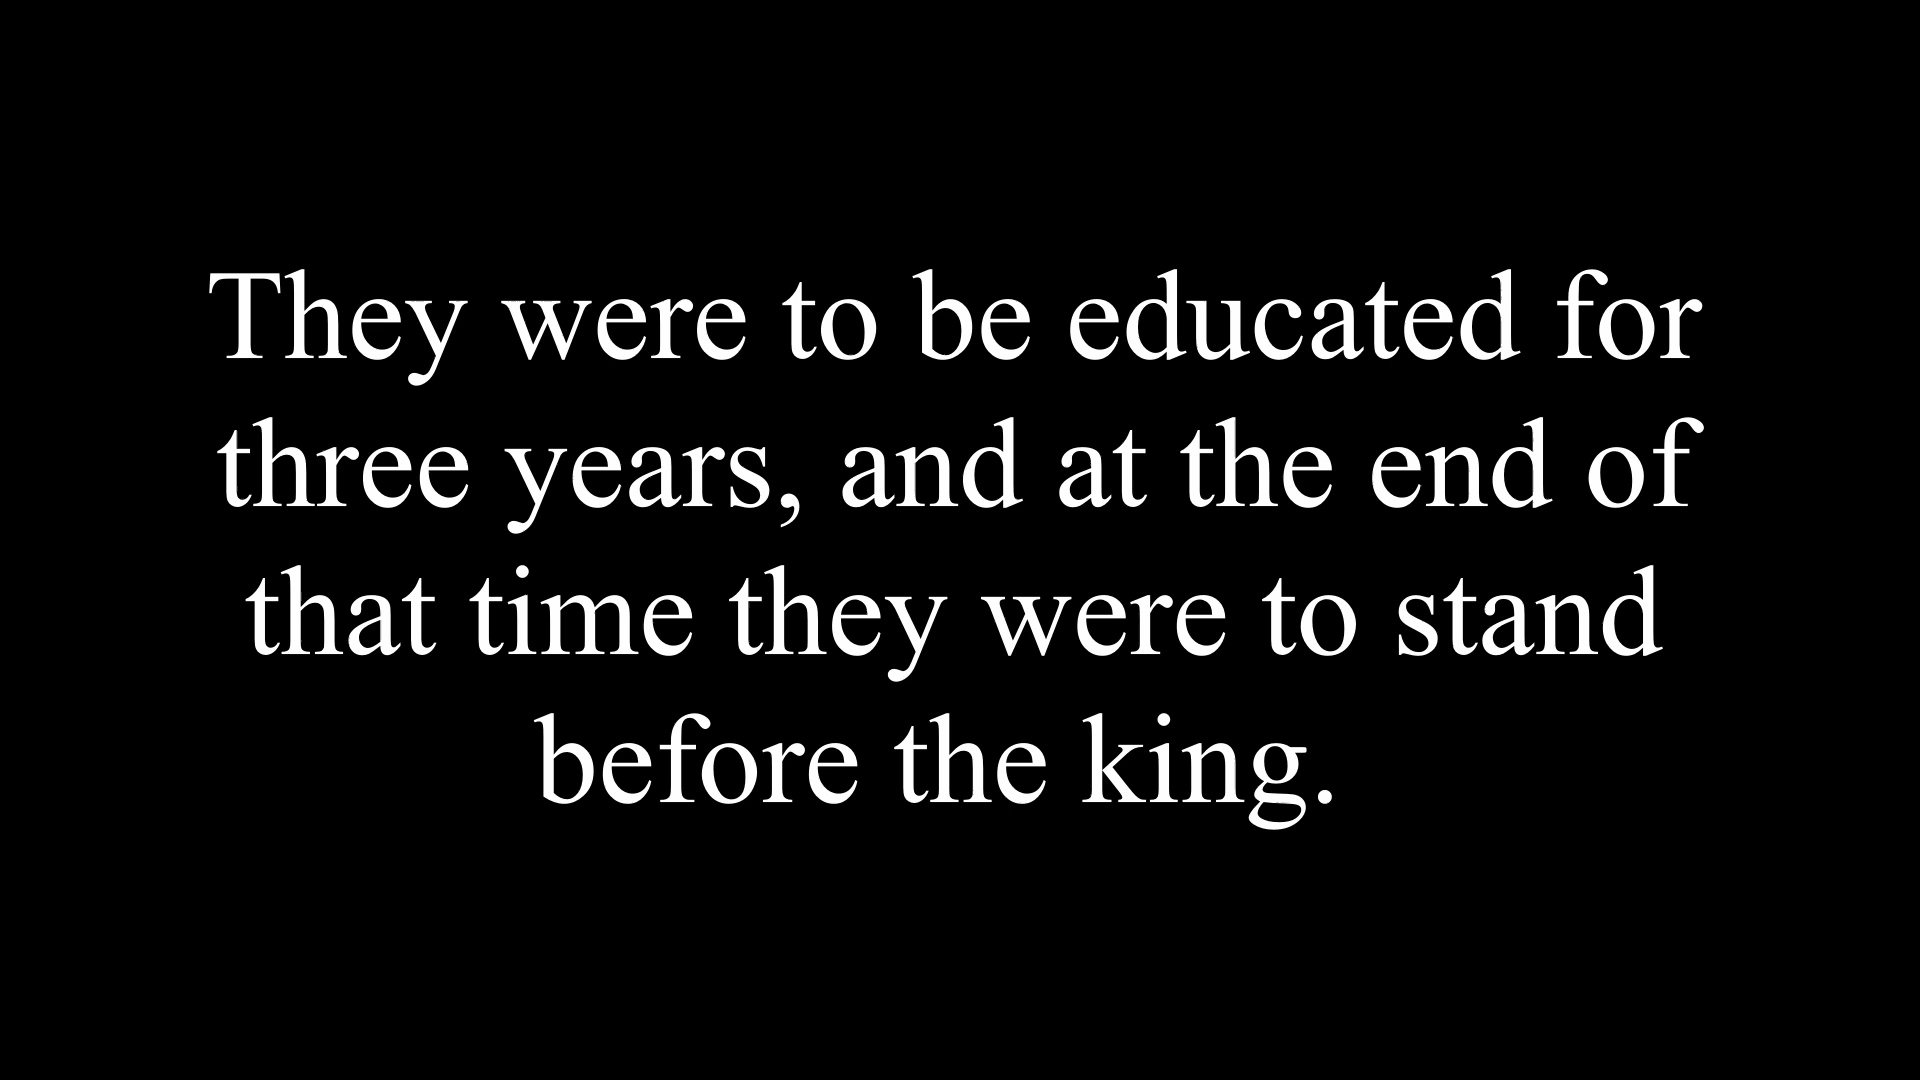 They were to be educated for
three years, and at the end of
that time they were to stand
before the king.